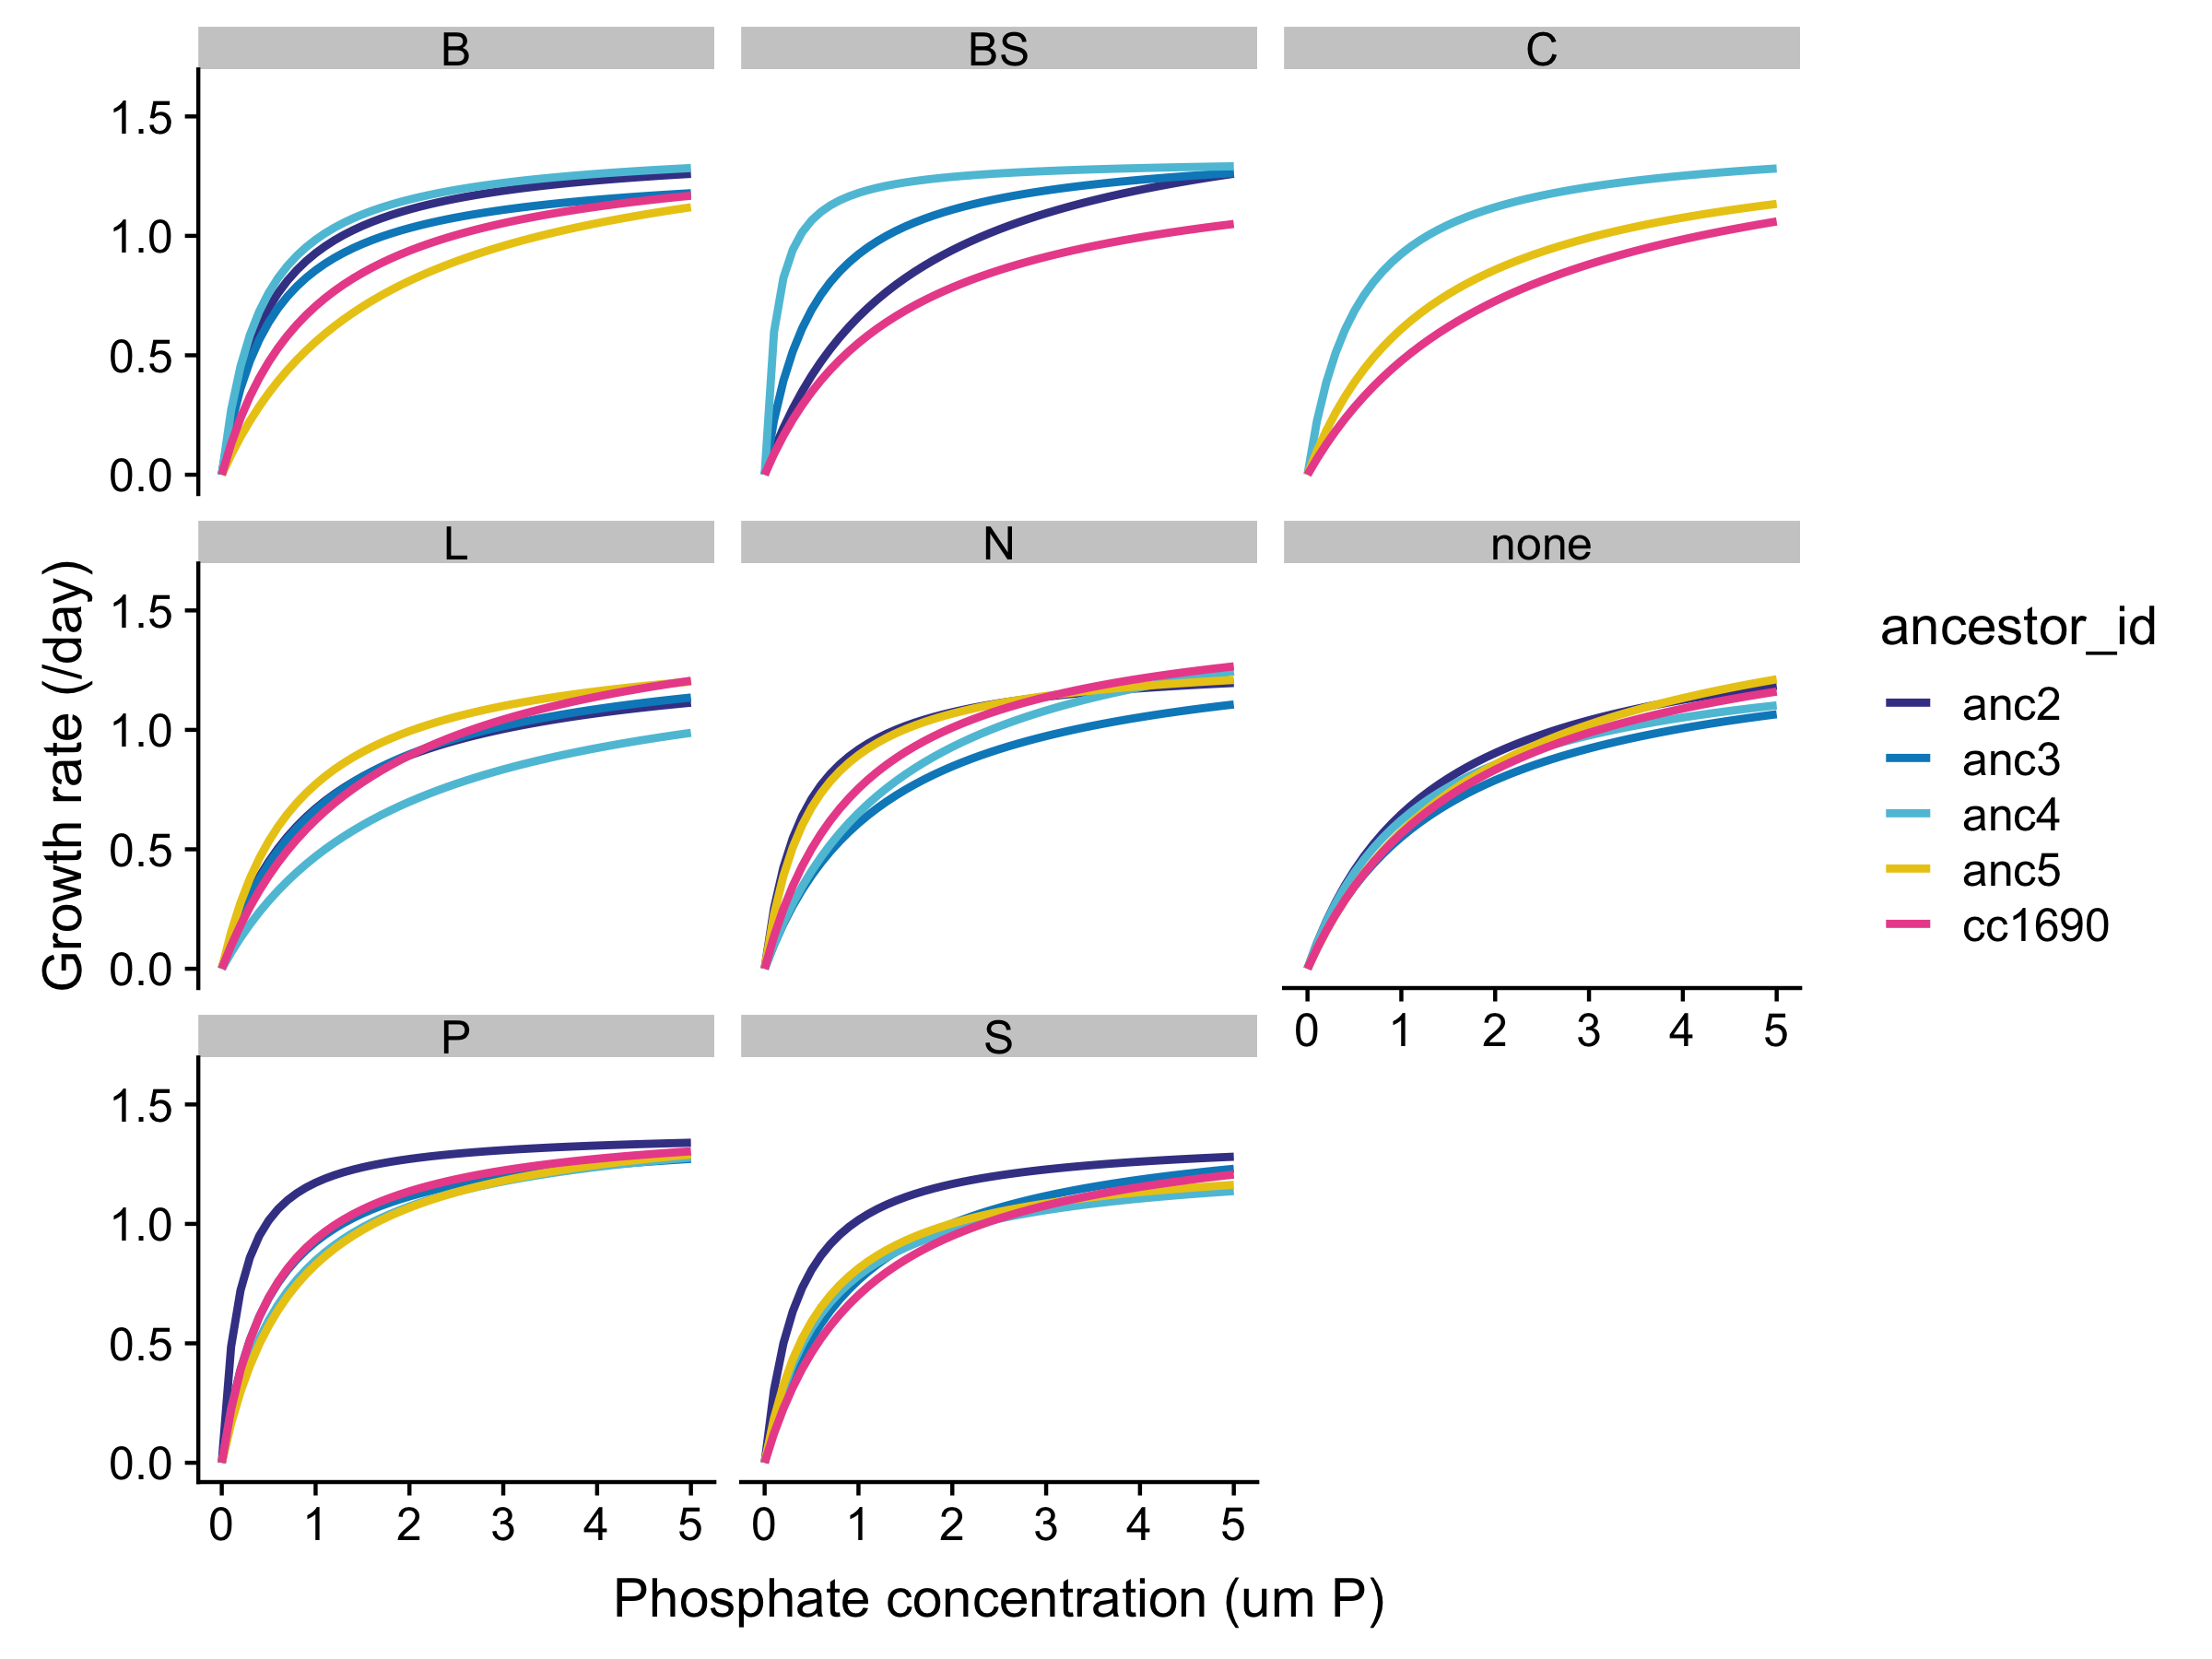 B
BS
C
1.5
1.0
0.5
0.0
L
N
none
1.5
1.0
0.5
0.0
0 1 2 3 4 5
P
S
1.5
1.0
0.5
0.0
0 1 2 3 4 5
0 1 2 3 4 5
Growth rate (/day)
Phosphate concentration (um P)
ancestor_id
anc2
anc3
anc4
anc5
cc1690